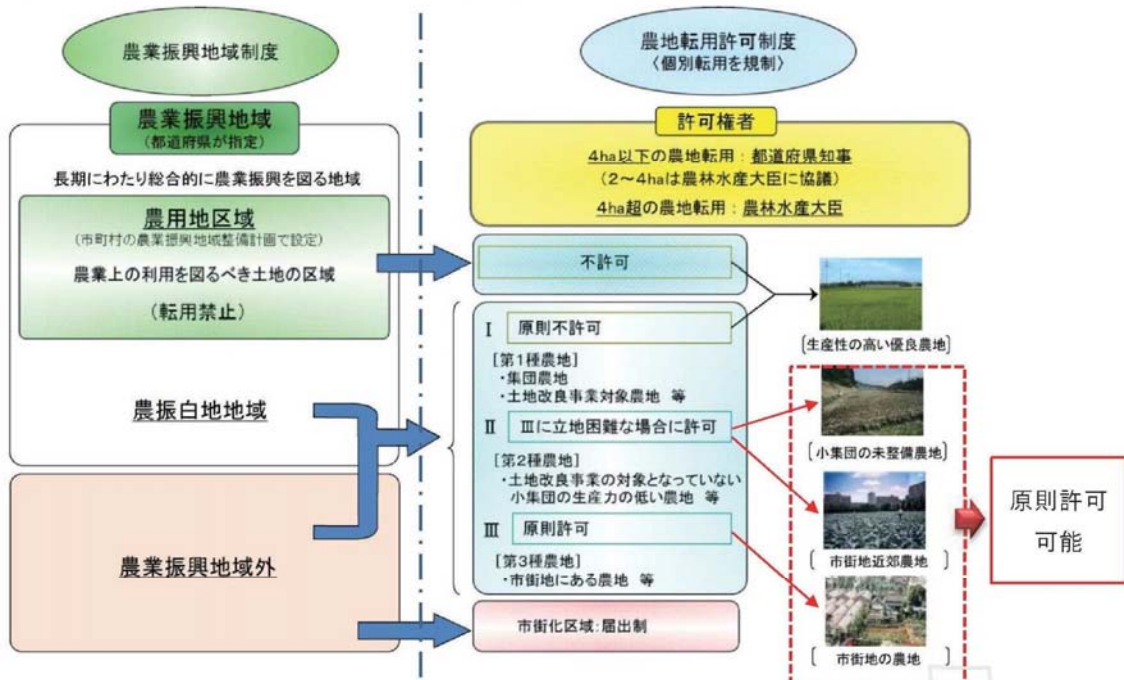 農業振興地域制度
農業振興地域
(都道府県が指定)
長期にわたり総合的に農業振興を図る地域
農用地区域
(市町村の農業振興地域整備計画で設定)
農業上の利用を図るべき土地の区域
(転用禁止)
農振白地地域
農業振興地域外
農地転用許可制度
〈個別転用を規制〉
許可権者
4ha以下の農地転用：都道府県知事
(2～4haは農林水産大臣に協議)
4ha超の農地転用：農林水産大臣
不許可
Ⅰ 原則不許可
[第1種農地]
・集団農地
・土地改良事業対象農地 等
Ⅱ Ⅲに立地困難な場合に許可
[第2種農地]
・土地改良事業の対象となっていない
小集団の生産力の低い農地 等
Ⅲ 原則許可
[第3種農地]
・市街地にある農地 等
市街化区域：届出制
[生産性の高い優良農地]
[小集団の未整備農地]
[市街地近郊農地]
[市街地の農地]
原則許可
可能